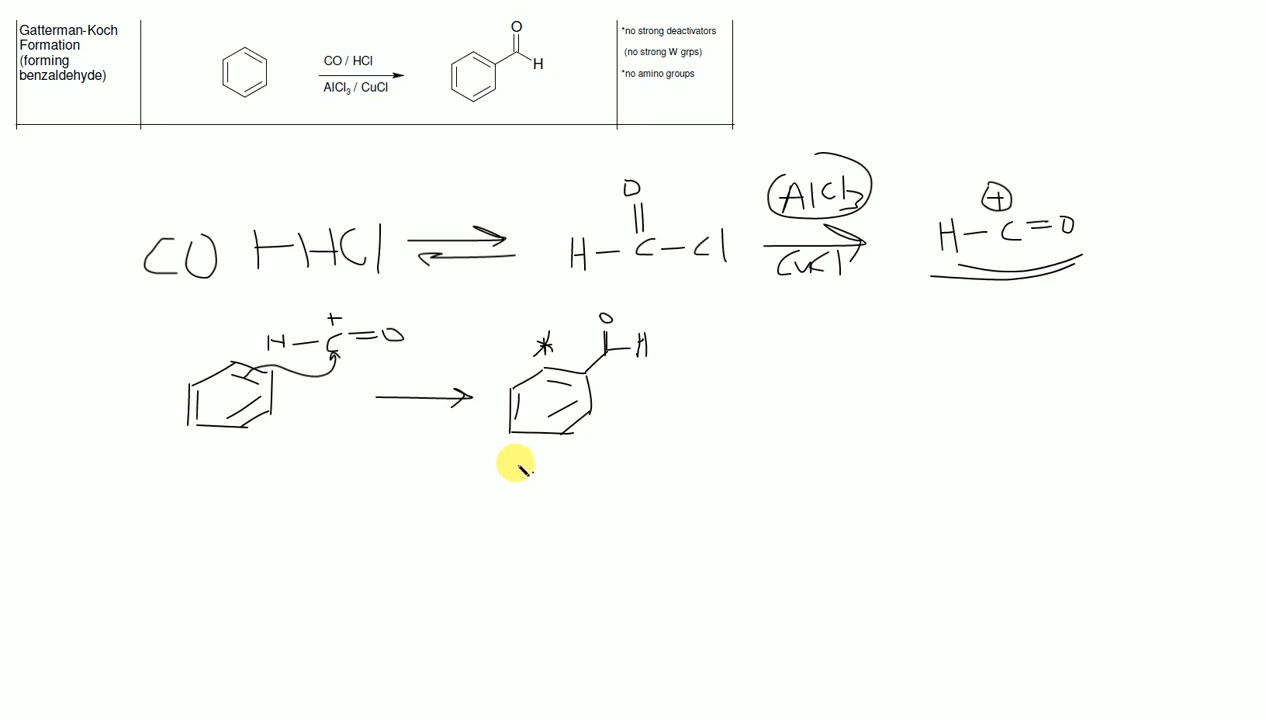 Gatterman-Koch
Formation
(forming
benzaldehyde)
CO / HCl
AlCl3 / CuCl
O
H
*no strong deactivators
(no strong W grps)
*no amino groups
CO + HCl
O
H - C - Cl
AlCl3
CuCl
+
H - C = O
+
H - C = O
*
O
H